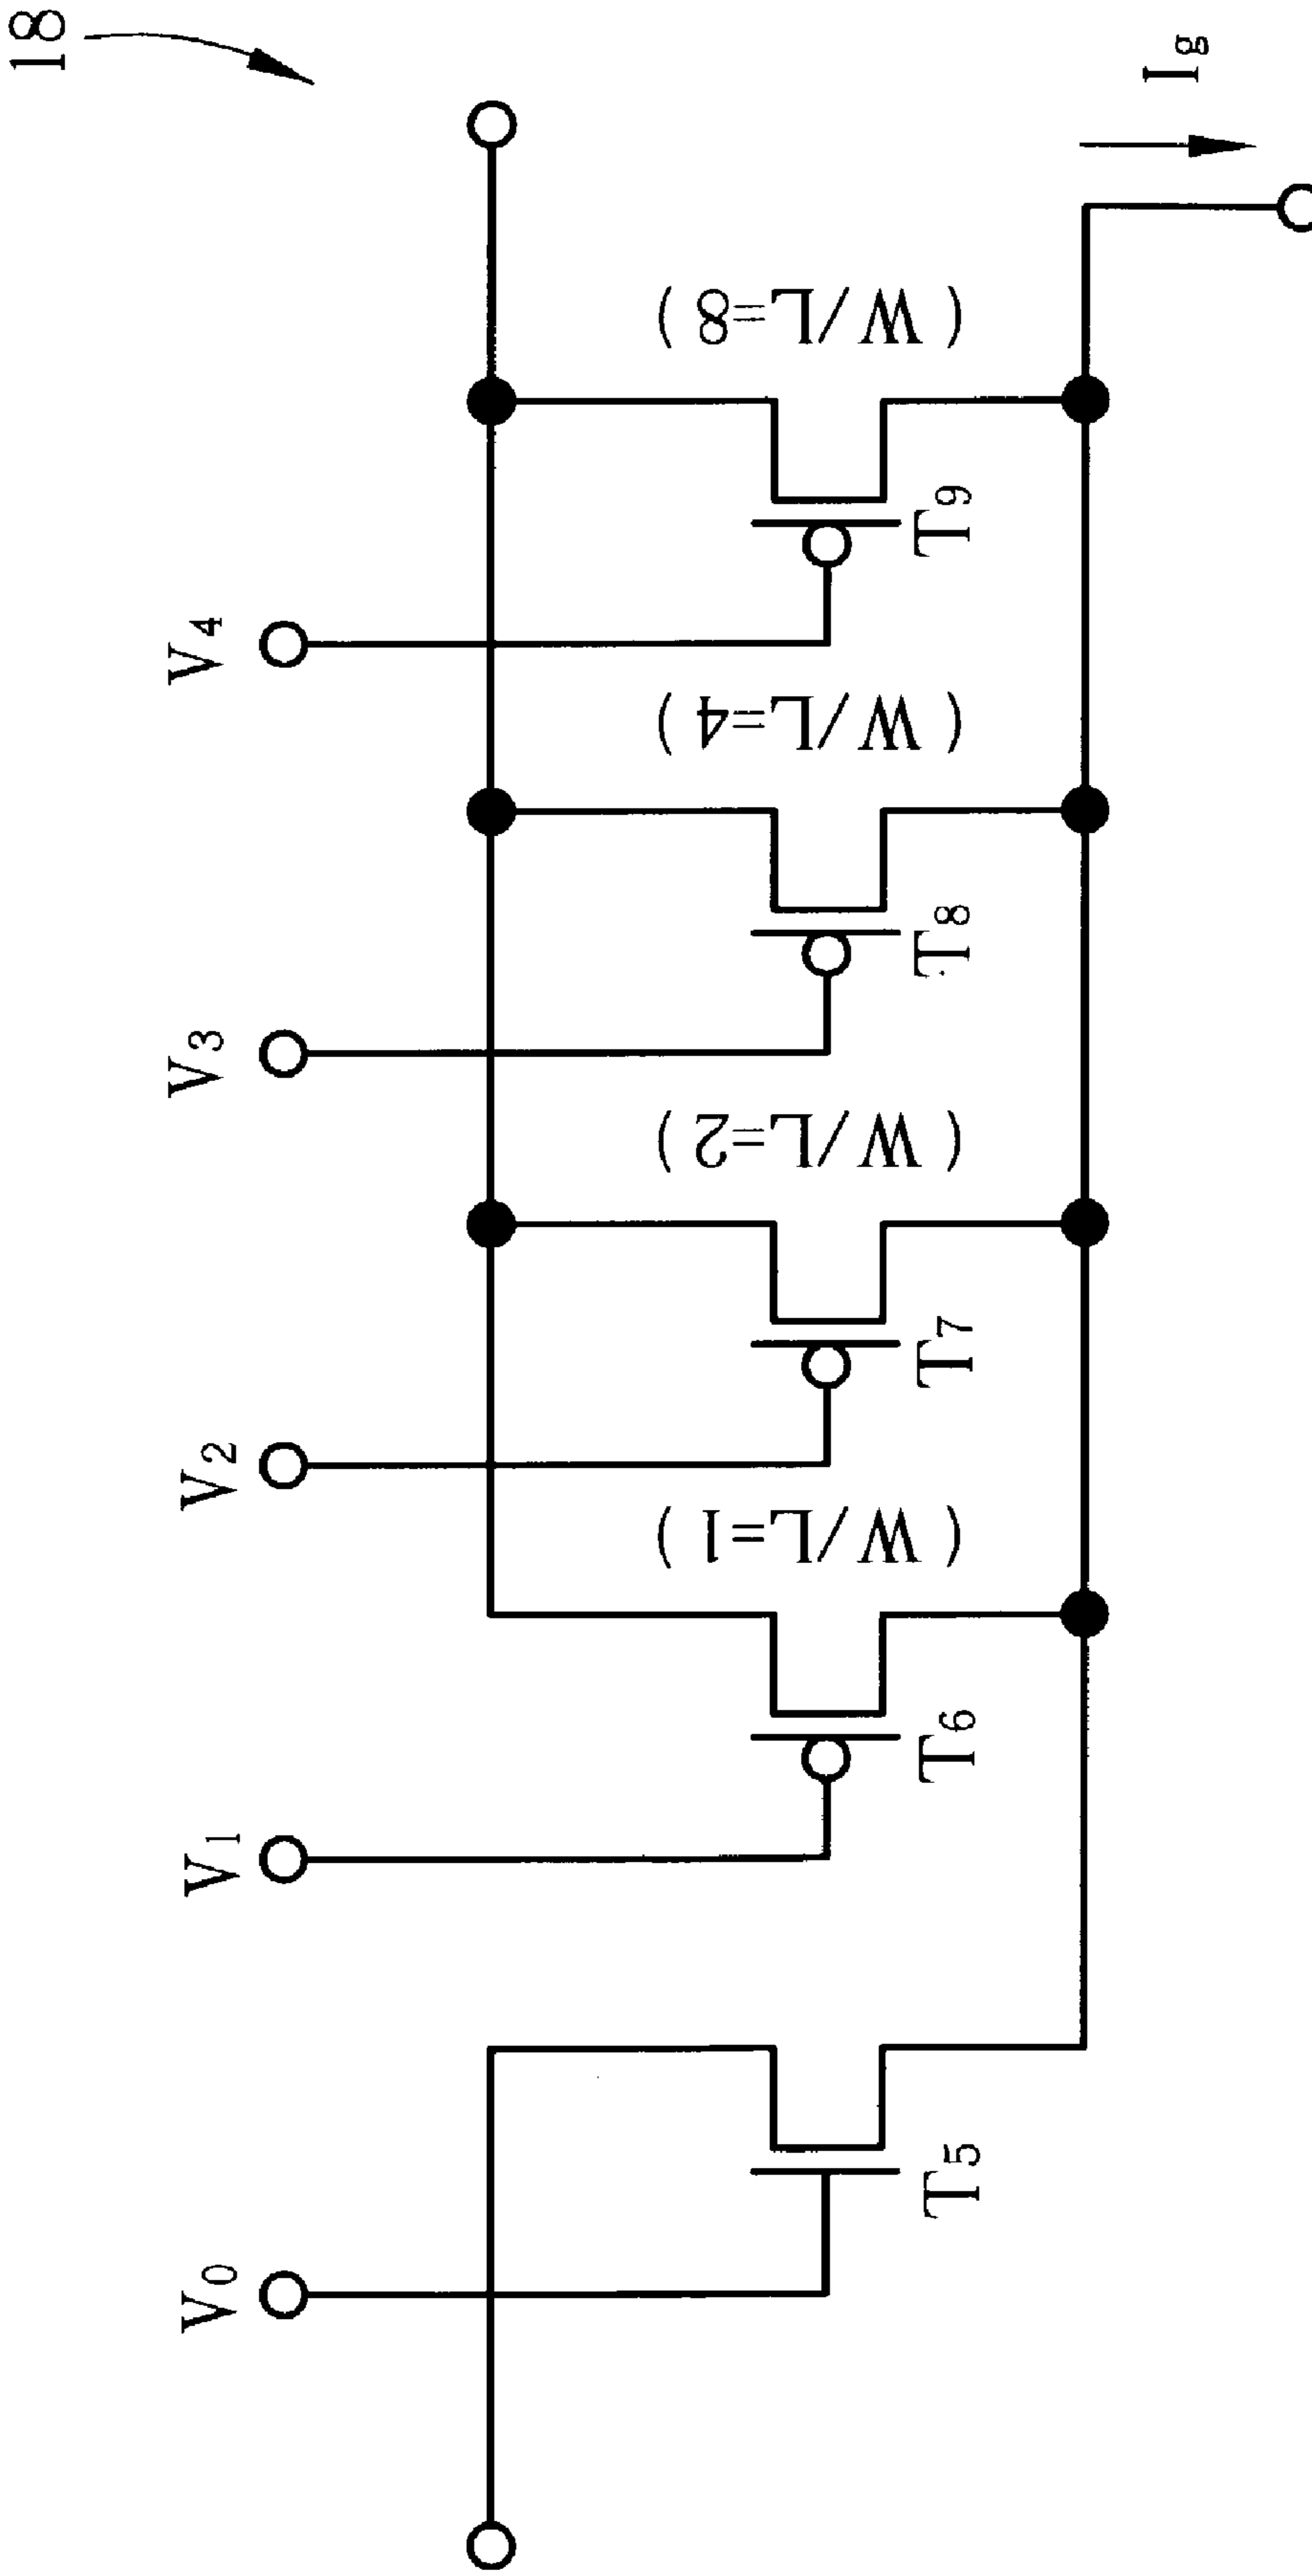 18
V4
V3
V2
V1
V0
(W/L=8)
(W/L=4)
(W/L=2)
(W/L=1)
T9
T8
T7
T6
T5
Ig